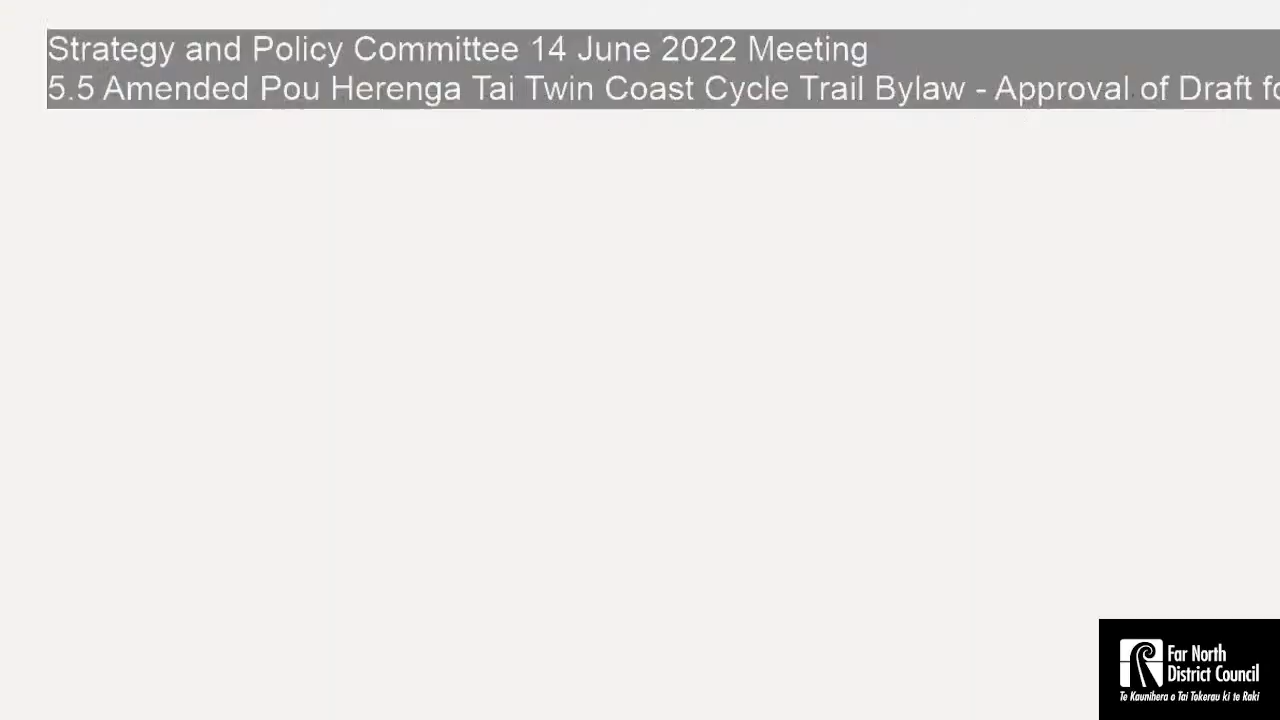 Strategy and Policy Committee 14 June 2022 Meeting
5.5 Amended Pou Herenga Tai Twin Coast Cycle Trail Bylaw - Approval of Draft fo
Far North
District Council
Te Kaunihera o Tai Tokerau ki te Raki